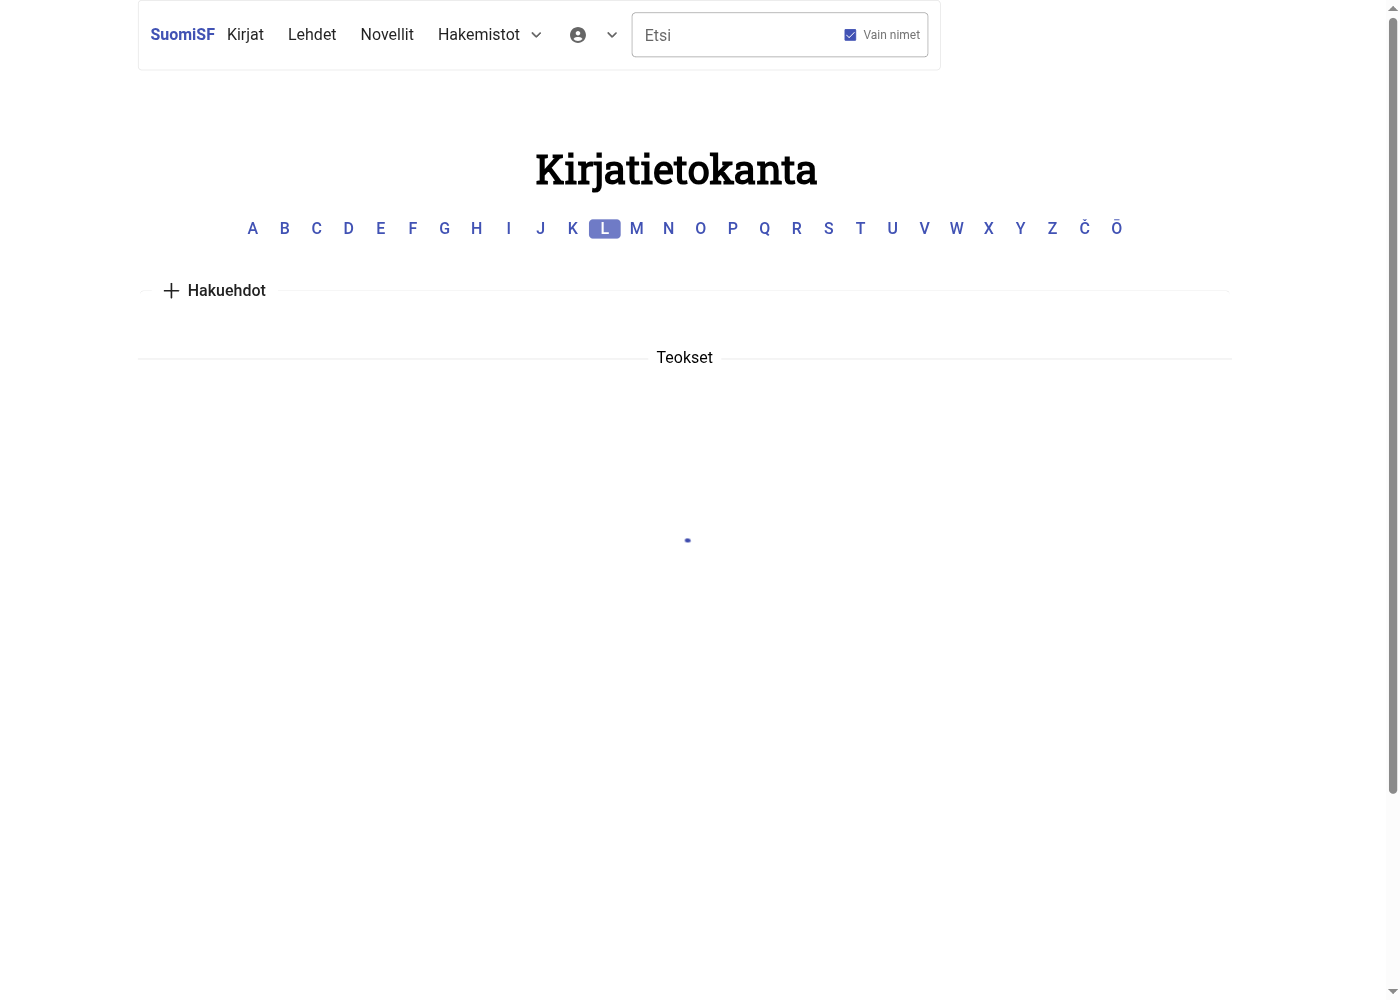 SuomiSF Kirjat Lehdet Novellit Hakemistot Etsi Vain nimet
Kirjatietokanta
A B C D E F G H I J K L M N O P Q R S T U V W X Y Z Č Ō
Hakuehdot
Teokset